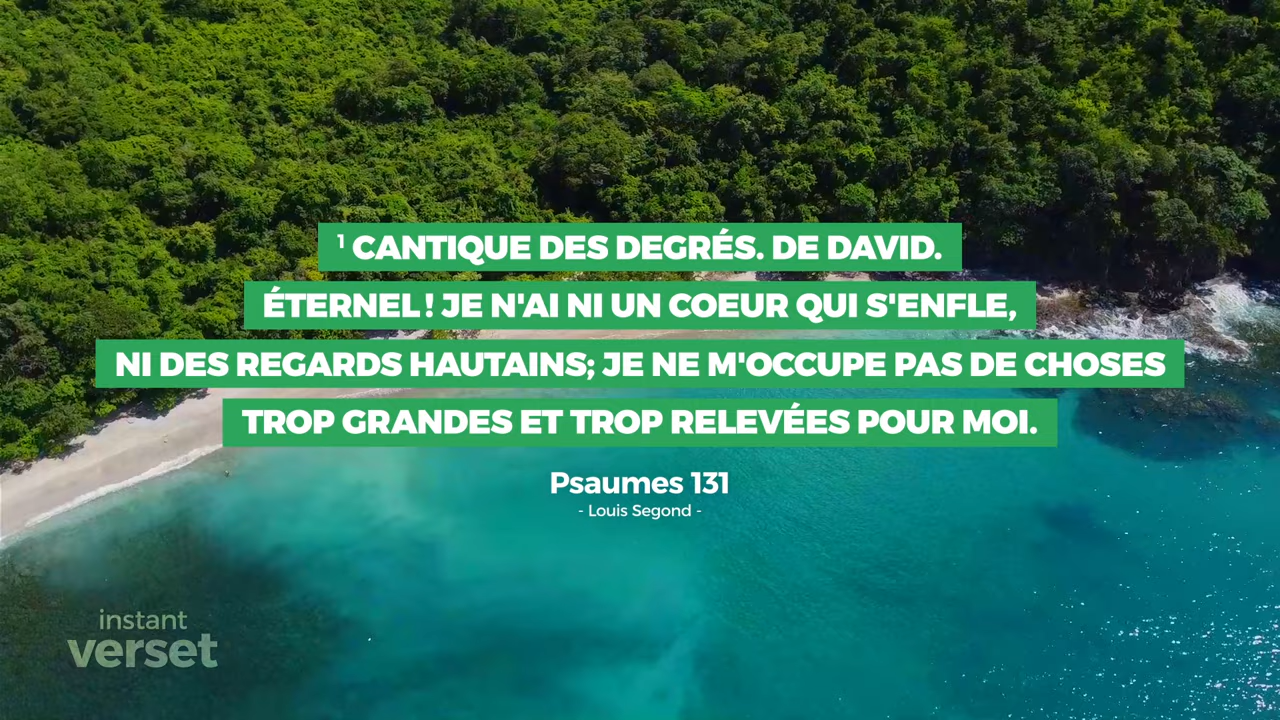 ¹ CANTIQUE DES DEGRÉS. DE DAVID.
ÉTERNEL! JE N'AI NI UN COEUR QUI S'ENFLE,
NI DES REGARDS HAUTAINS; JE NE M'OCCUPE PAS DE CHOSES
TROP GRANDES ET TROP RELEVÉES POUR MOI.
Psaumes 131
- Louis Segond -
instant
verset